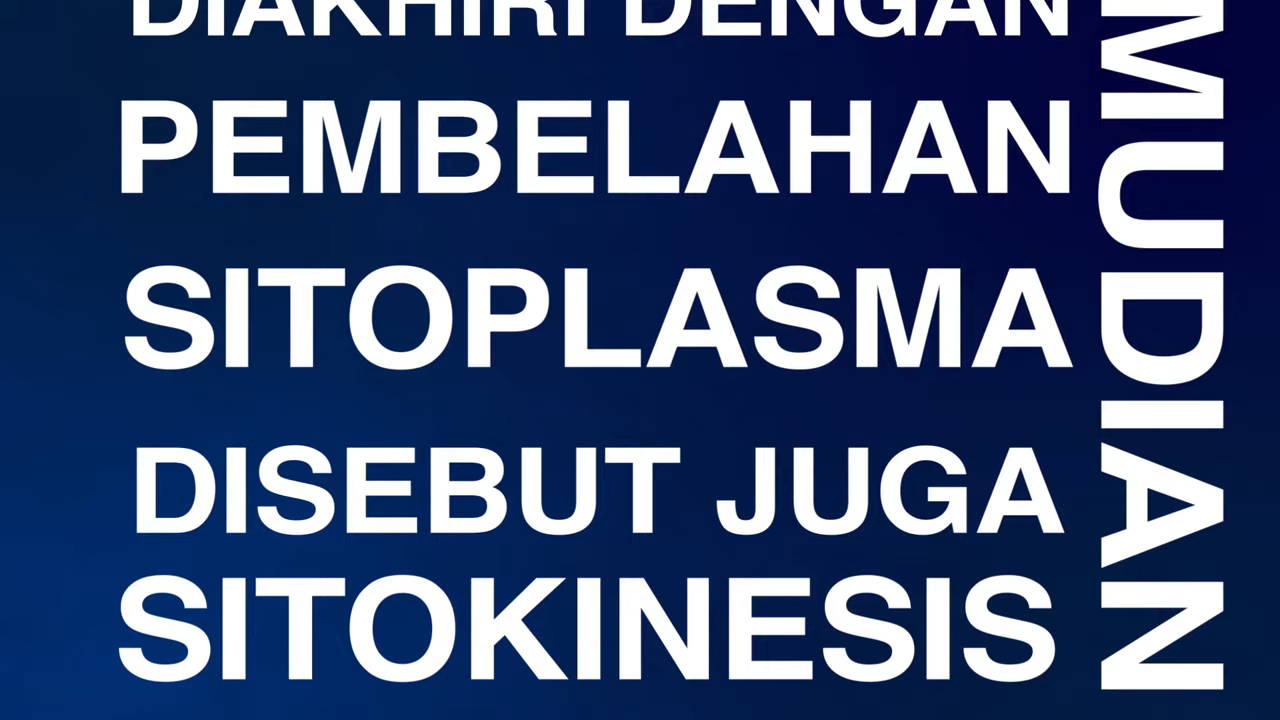 DIAKHIRI DENGAN
PEMBELAHAN
SITOPLASMA
DISEBUT JUGA
SITOKINESIS
MUDIAN